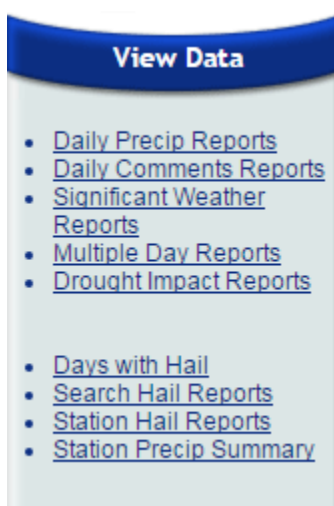 View Data
Daily Precip Reports
Daily Comments Reports
Significant Weather
Reports
Multiple Day Reports
Drought Impact Reports
Days with Hail
Search Hail Reports
Station Hail Reports
Station Precip Summary